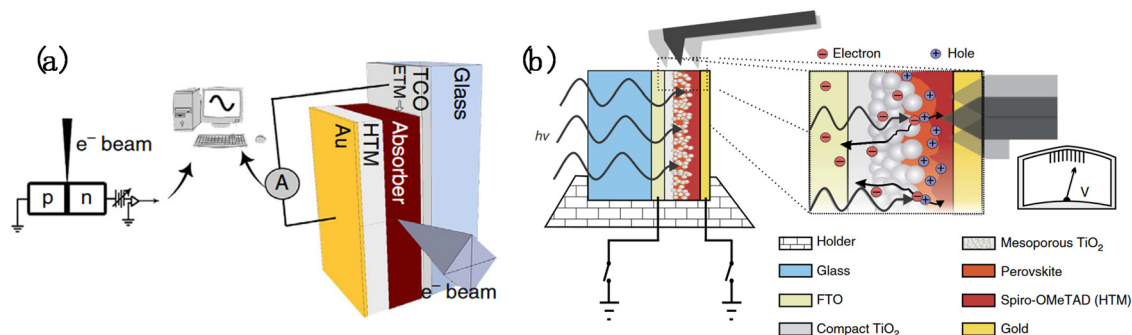 (a)
e⁻ beam
p n
A
Au
HTM
Absorber
ETM→
TCO
Glass
e⁻ beam
(b)
Electron
Hole
hv
V
Holder
Glass
FTO
Compact TiO₂
Mesoporous TiO₂
Perovskite
Spiro-OMeTAD (HTM)
Gold